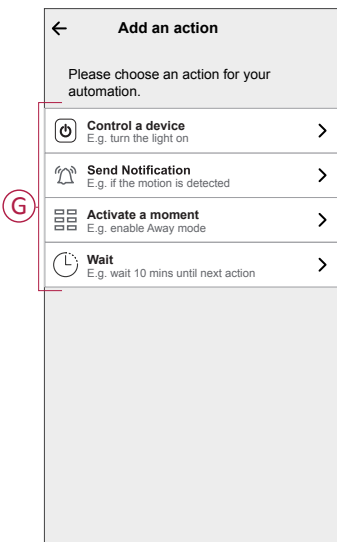 Add an action
Please choose an action for your
automation.
Control a device
E.g. turn the light on
Send Notification
E.g. if the motion is detected
G
Activate a moment
E.g. enable Away mode
Wait
E.g. wait 10 mins until next action